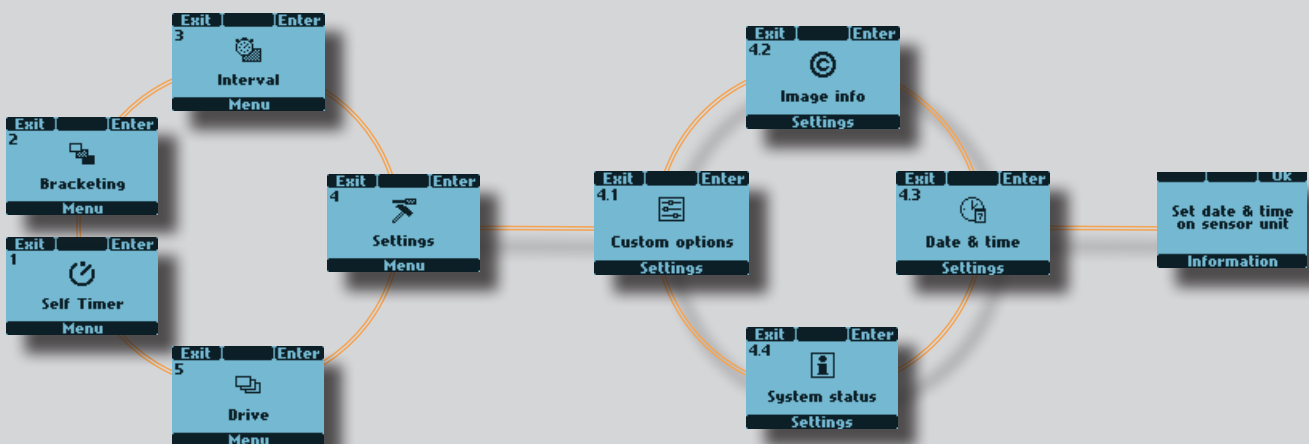 Exit Enter
3
Interval
Menu
Exit Enter
2
Bracketing
Menu
Exit Enter
1
Self Timer
Menu
Exit Enter
4
Settings
Menu
Exit Enter
5
Drive
Menu
Exit Enter
4.2
Image info
Settings
Exit Enter
4.1
Custom options
Settings
Exit Enter
4.3
Date & time
Settings
Exit Enter
4.4
System status
Settings
Ok
Set date & time
on sensor unit
Information